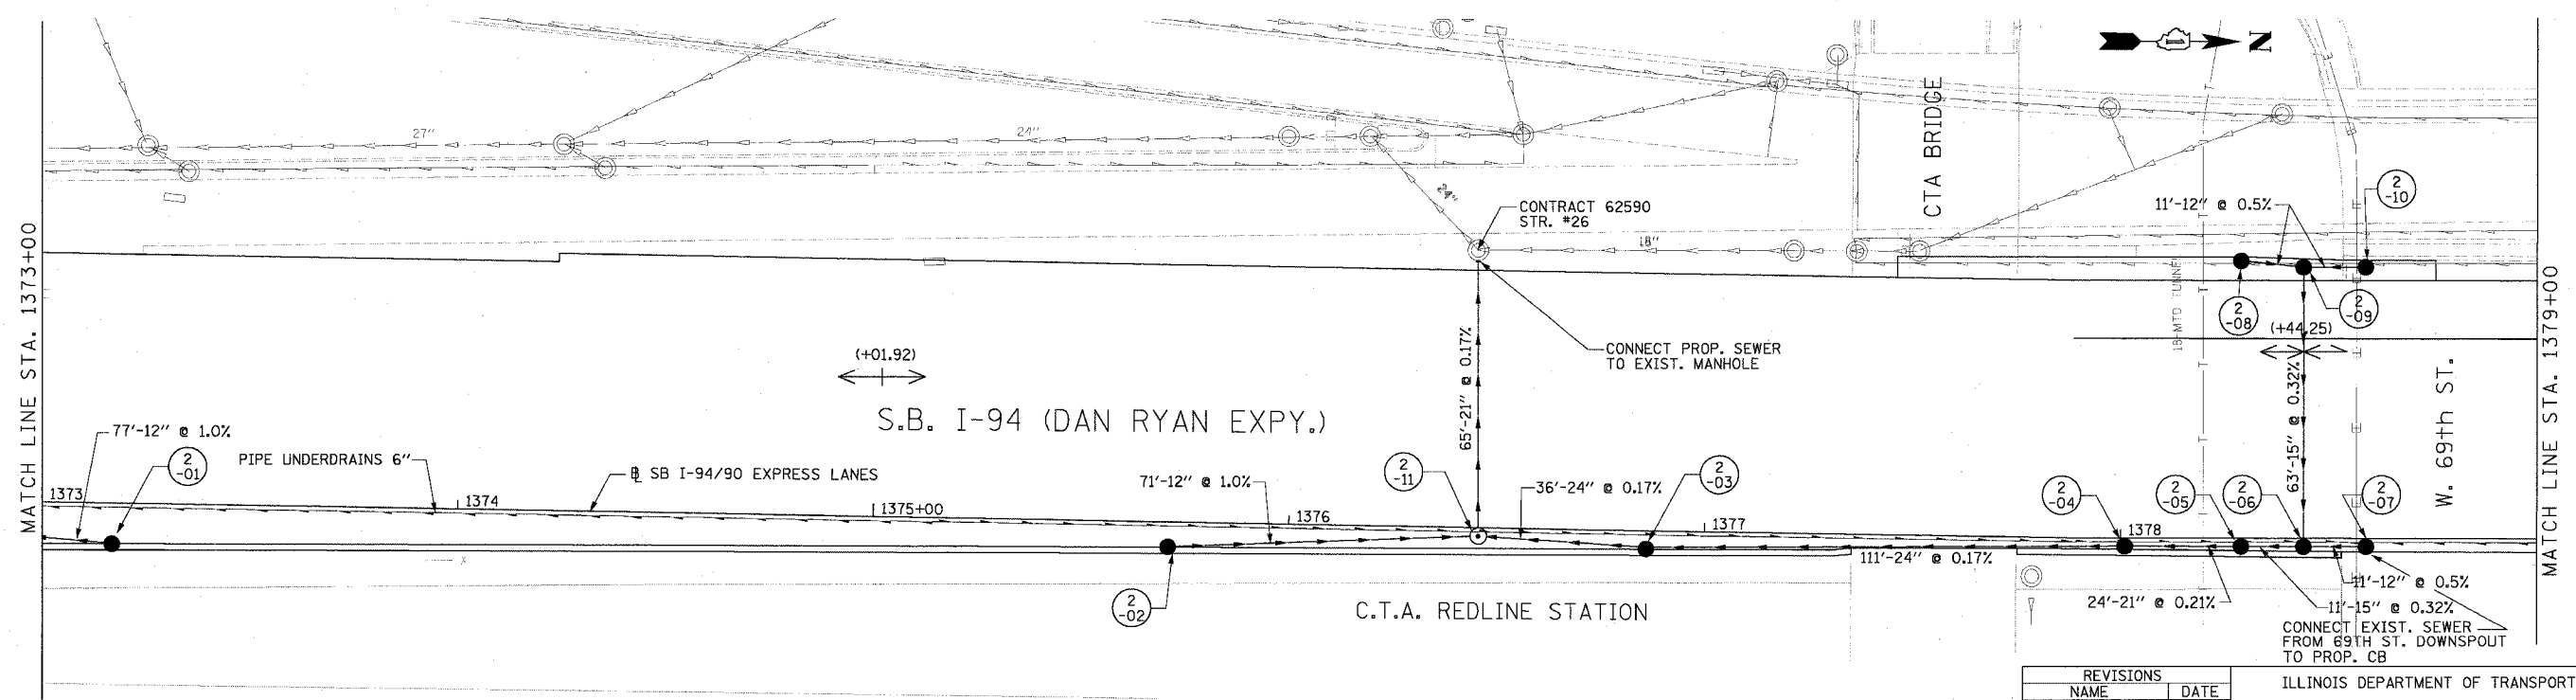 N
27"
24"
24"
18"
CONTRACT 62590
STR. #26
CTA BRIDGE
11'-12" @ 0.5%
2
-10
2
-08
2
-09
(+44.25)
MATCH LINE STA. 1373+00
MATCH LINE STA. 1379+00
W. 69th ST.
CONNECT PROP. SEWER
TO EXIST. MANHOLE
65'-21" @ 0.17%
63'-15" @ 0.32%
(+01.92)
S.B. I-94 (DAN RYAN EXPY.)
77'-12" @ 1.0%
2
-01
PIPE UNDERDRAINS 6"
SB I-94/90 EXPRESS LANES
2
-11
71'-12" @ 1.0%
36'-24" @ 0.17%
2
-03
2
-04
2
-05
2
-06
2
-07
1373
1374
1375+00
1376
1377
1378
111'-24" @ 0.17%
11'-12" @ 0.5%
24'-21" @ 0.21%
11'-15" @ 0.32%
2
-02
C.T.A. REDLINE STATION
CONNECT EXIST. SEWER
FROM 69TH ST. DOWNSPOUT
TO PROP. CB
REVISIONS
NAME DATE
ILLINOIS DEPARTMENT OF TRANSPORT